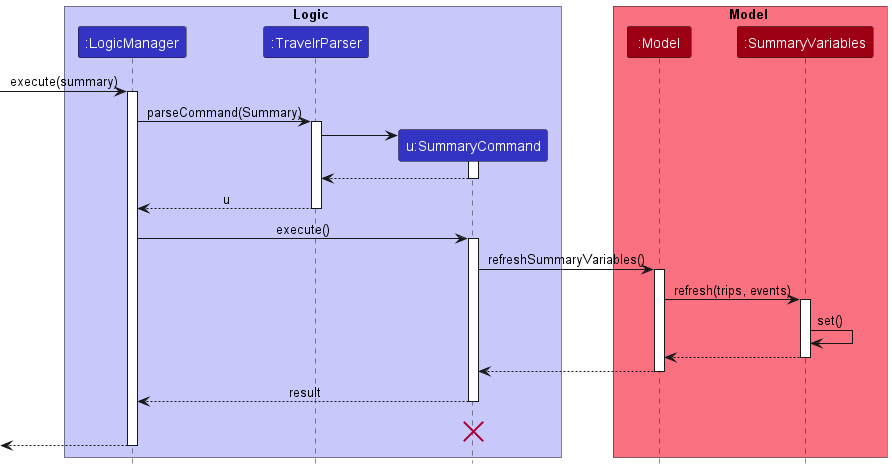 Logic
Model
:LogicManager
:TravelrParser
:Model
:SummaryVariables
execute(summary)
parseCommand(Summary)
u:SummaryCommand
u
execute()
refreshSummaryVariables()
refresh(trips, events)
set()
result